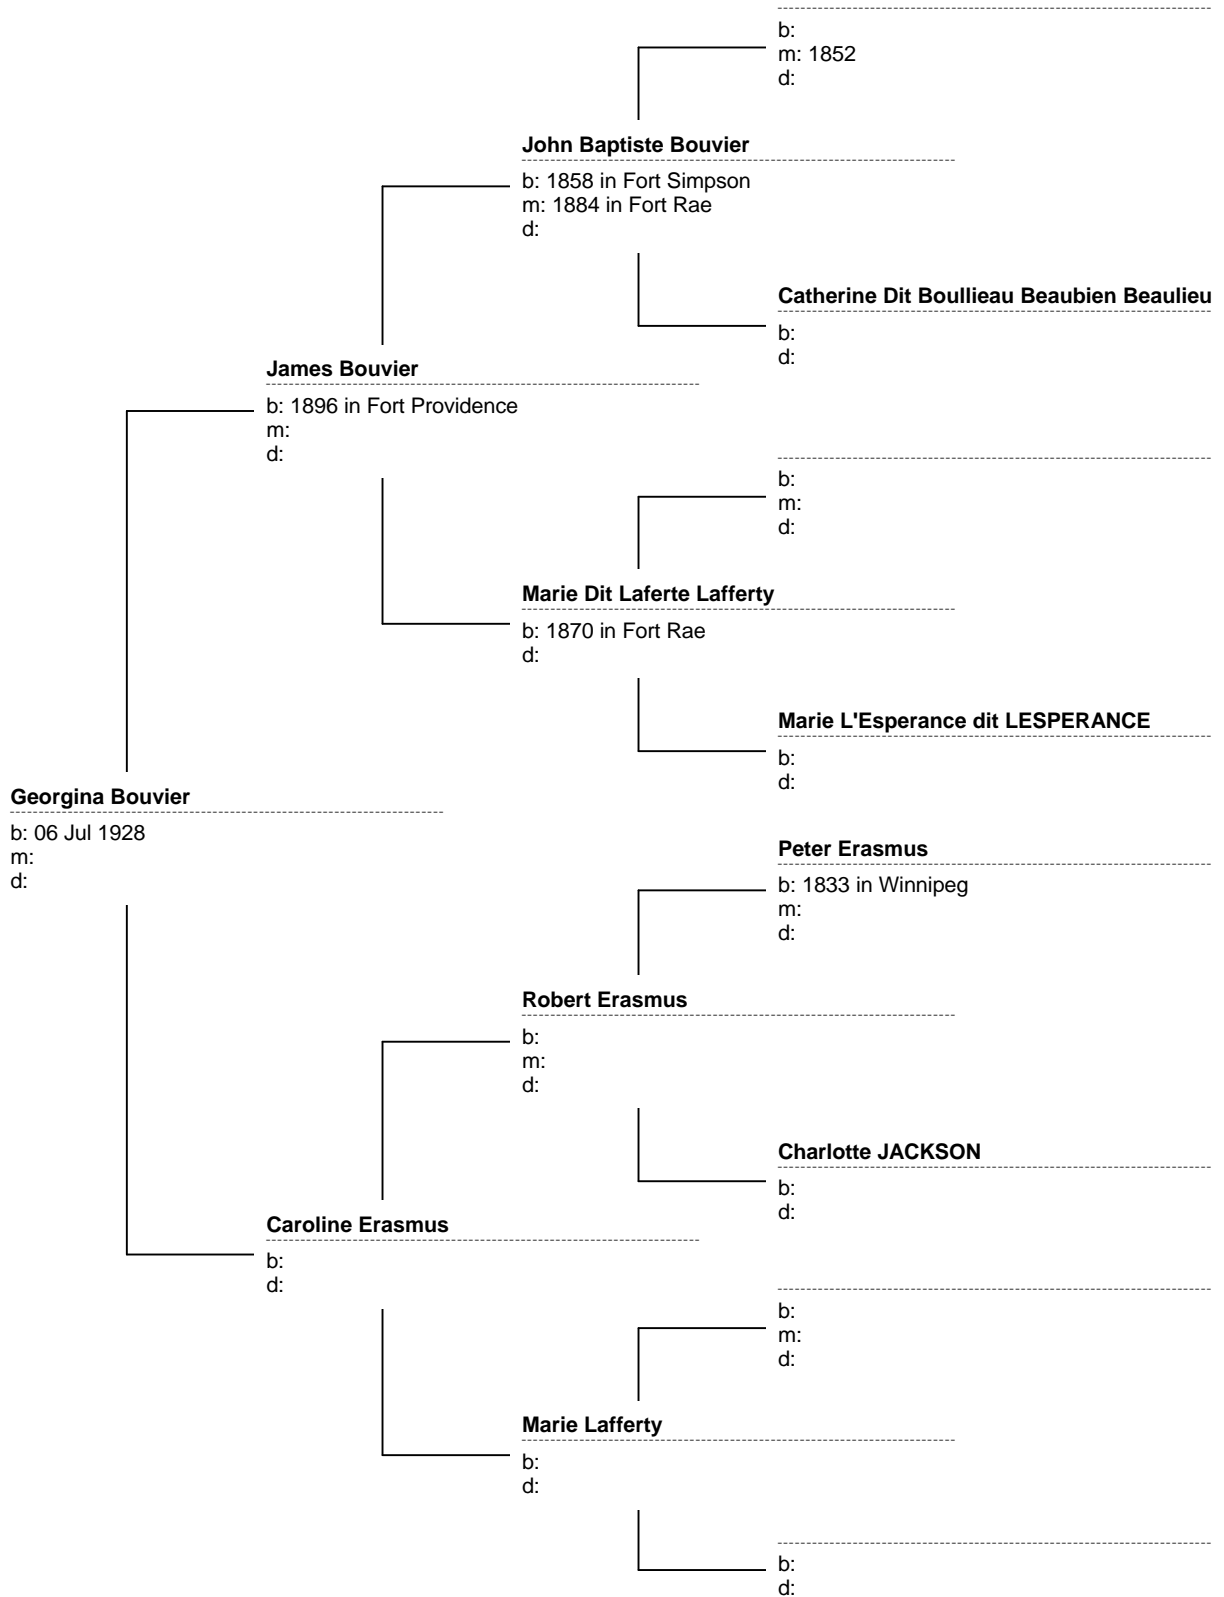 b:
m: 1852
d:
John Baptiste Bouvier
b: 1858 in Fort Simpson
m: 1884 in Fort Rae
d:
Catherine Dit Boullieau Beaubien Beaulieu
b:
d:
James Bouvier
b: 1896 in Fort Providence
m:
d:
b:
m:
d:
Marie Dit Laferte Lafferty
b: 1870 in Fort Rae
d:
Marie L'Esperance dit LESPERANCE
b:
d:
Georgina Bouvier
b: 06 Jul 1928
m:
d:
Peter Erasmus
b: 1833 in Winnipeg
m:
d:
Robert Erasmus
b:
m:
d:
Charlotte JACKSON
b:
d:
Caroline Erasmus
b:
d:
b:
m:
d:
Marie Lafferty
b:
d:
b:
d: